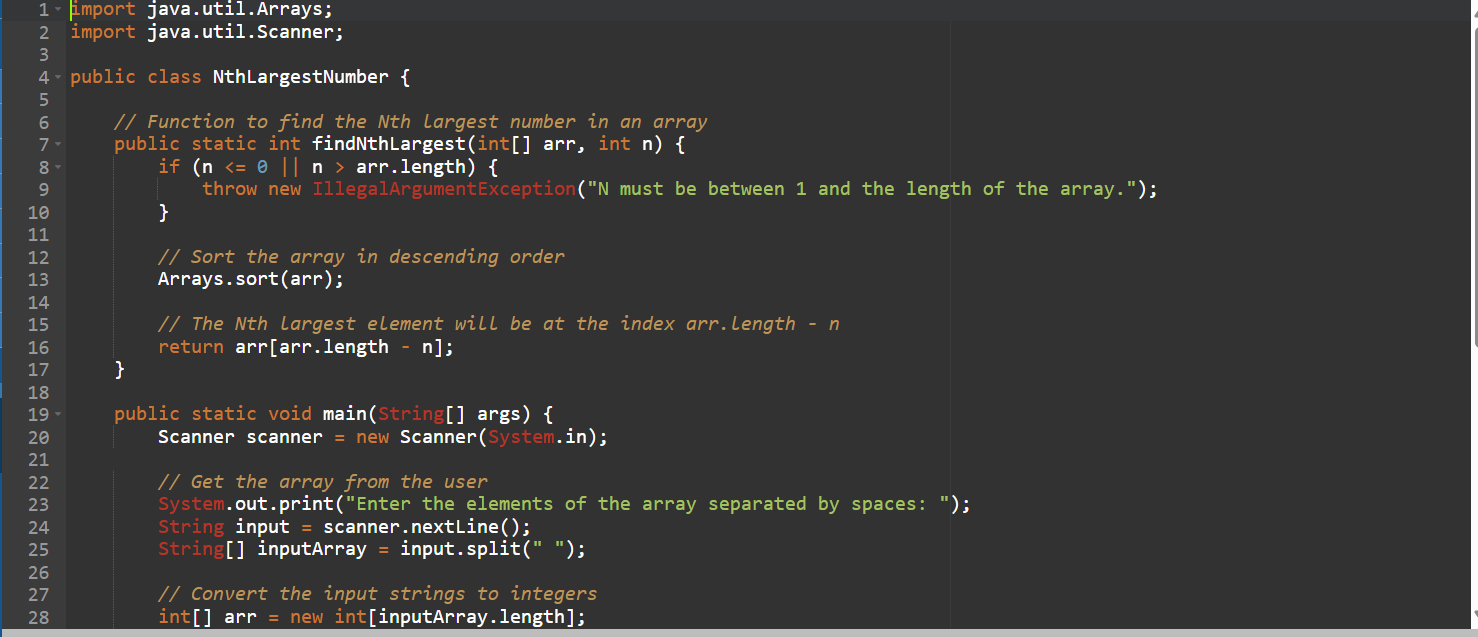 1 import java.util.Arrays;
2 import java.util.Scanner;
3
4 public class NthLargestNumber {
5
6 // Function to find the Nth largest number in an array
7 public static int findNthLargest(int[] arr, int n) {
8 if (n <= 0 || n > arr.length) {
9 throw new IllegalArgumentException("N must be between 1 and the length of the array.");
10 }
11
12 // Sort the array in descending order
13 Arrays.sort(arr);
14
15 // The Nth largest element will be at the index arr.length - n
16 return arr[arr.length - n];
17 }
18
19 public static void main(String[] args) {
20 Scanner scanner = new Scanner(System.in);
21
22 // Get the array from the user
23 System.out.print("Enter the elements of the array separated by spaces: ");
24 String input = scanner.nextLine();
25 String[] inputArray = input.split(" ");
26
27 // Convert the input strings to integers
28 int[] arr = new int[inputArray.length];